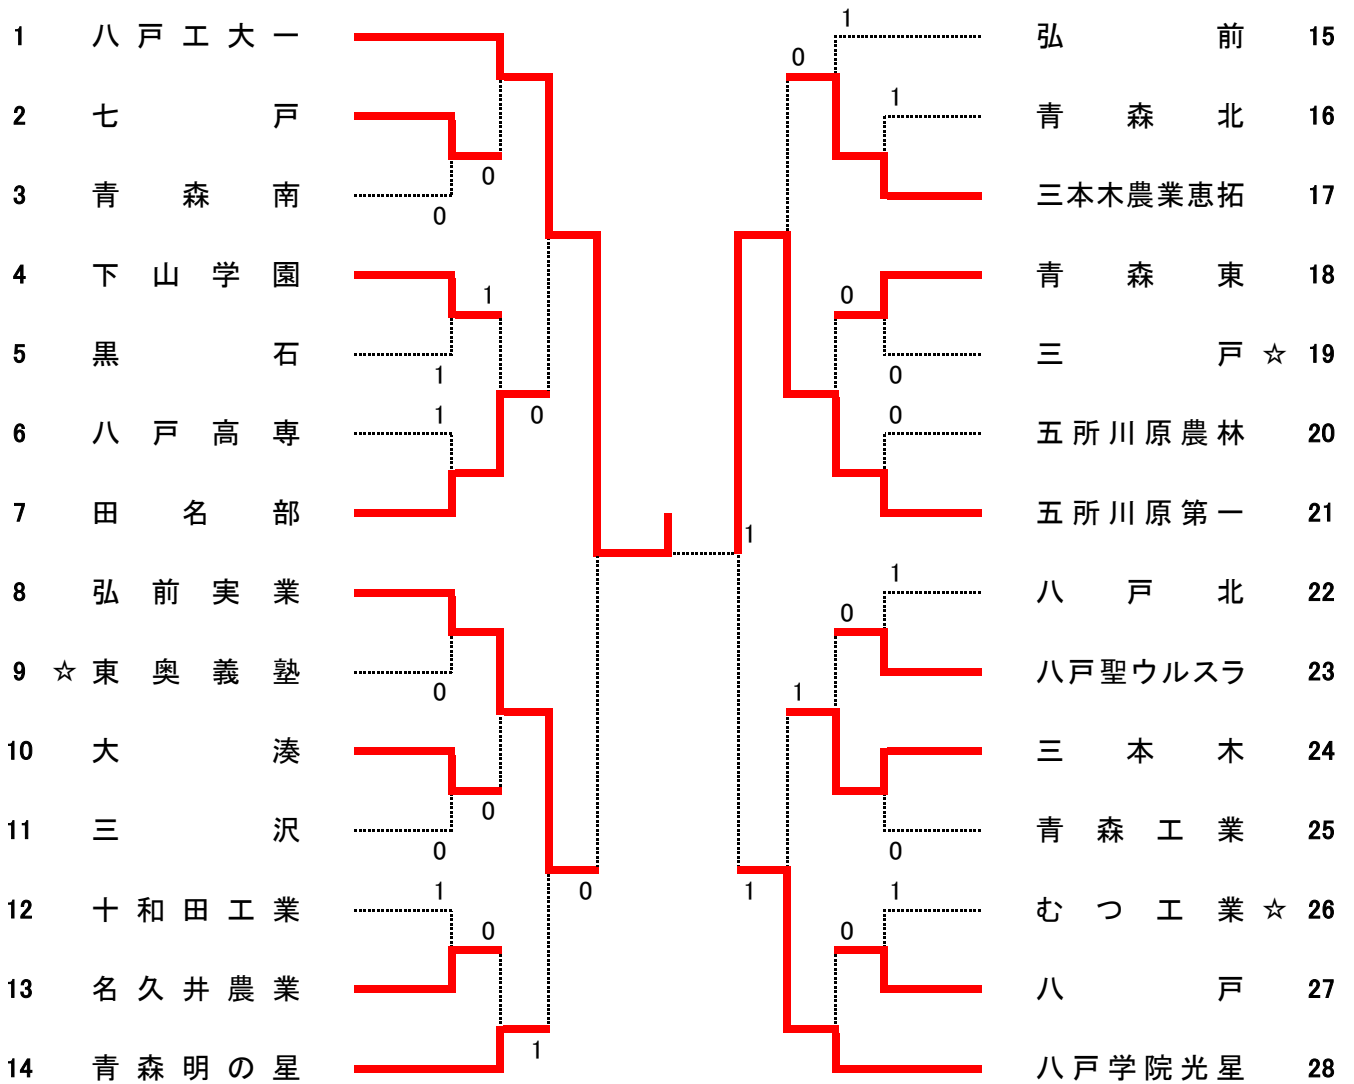 1 八戸工大一
2 七戸
3 青森南
4 下山学園
5 黒石
6 八戸高専
7 田名部
8 弘前実業
9 ☆ 東奥義塾
10 大湊
11 三沢
12 十和田工業
13 名久井農業
14 青森明の星
0
0
1
1
1
0
0
0
0
1
0
0
1
1
1
0
1
0
0
0
1
0
1
0
1
1
0
弘前 15
青森北 16
三本木農業恵拓 17
青森東 18
三戸 ☆ 19
五所川原農林 20
五所川原第一 21
八戸北 22
八戸聖ウルスラ 23
三本木 24
青森工業 25
むつ工業 ☆ 26
八戸 27
八戸学院光星 28